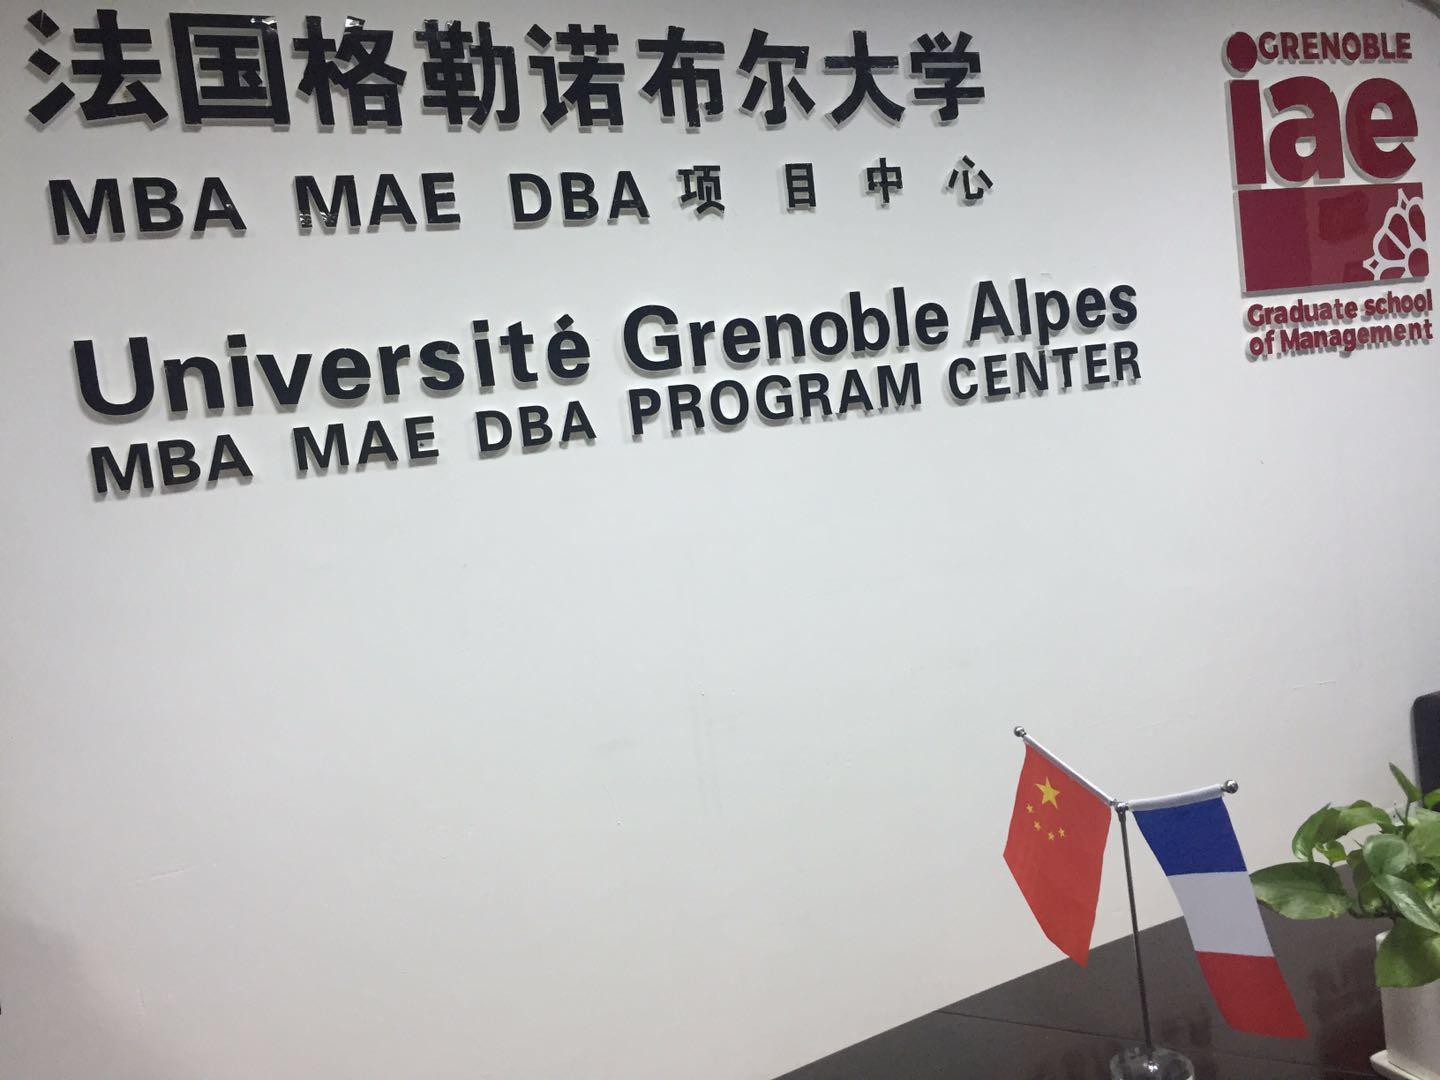 法国格勒诺布尔大学
MBA MAE DBA 项目中心
Université Grenoble Alpes
MBA MAE DBA PROGRAM CENTER
GRENOBLE
iae
Graduate school
of Management